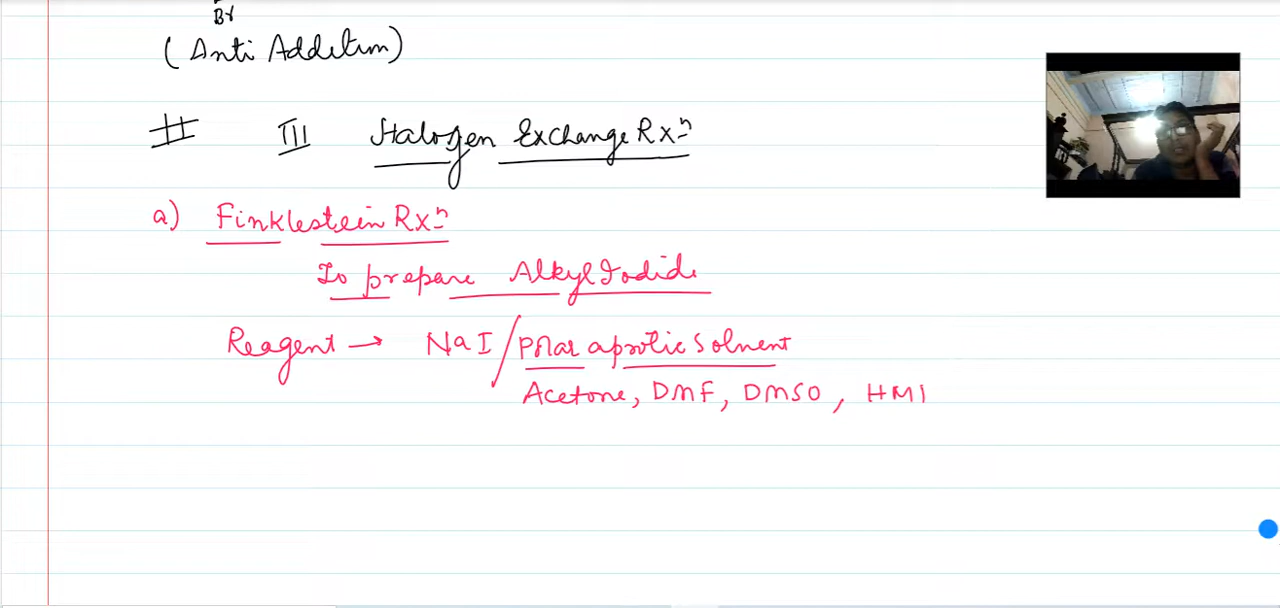 Br
(Anti Addition)
# III Halogen Exchange Rxⁿ
a) Finklestein Rxⁿ
To prepare Alkyl Iodide
Reagent → NaI/Polar aprotic Solvent
Acetone, DMF, DMSO, HM